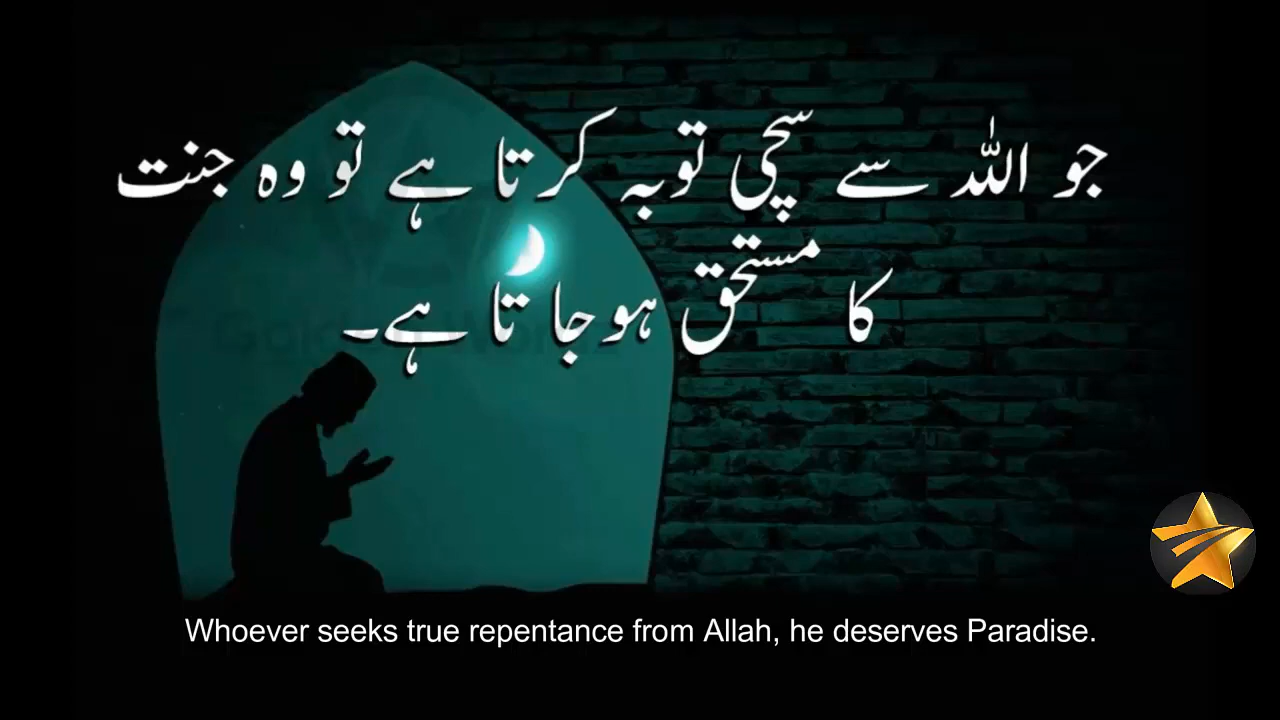 جو اللہ سے سچی توبہ کرتا ہے تو وہ جنت
کا مستحق ہو جاتا ہے۔
Whoever seeks true repentance from Allah, he deserves Paradise.